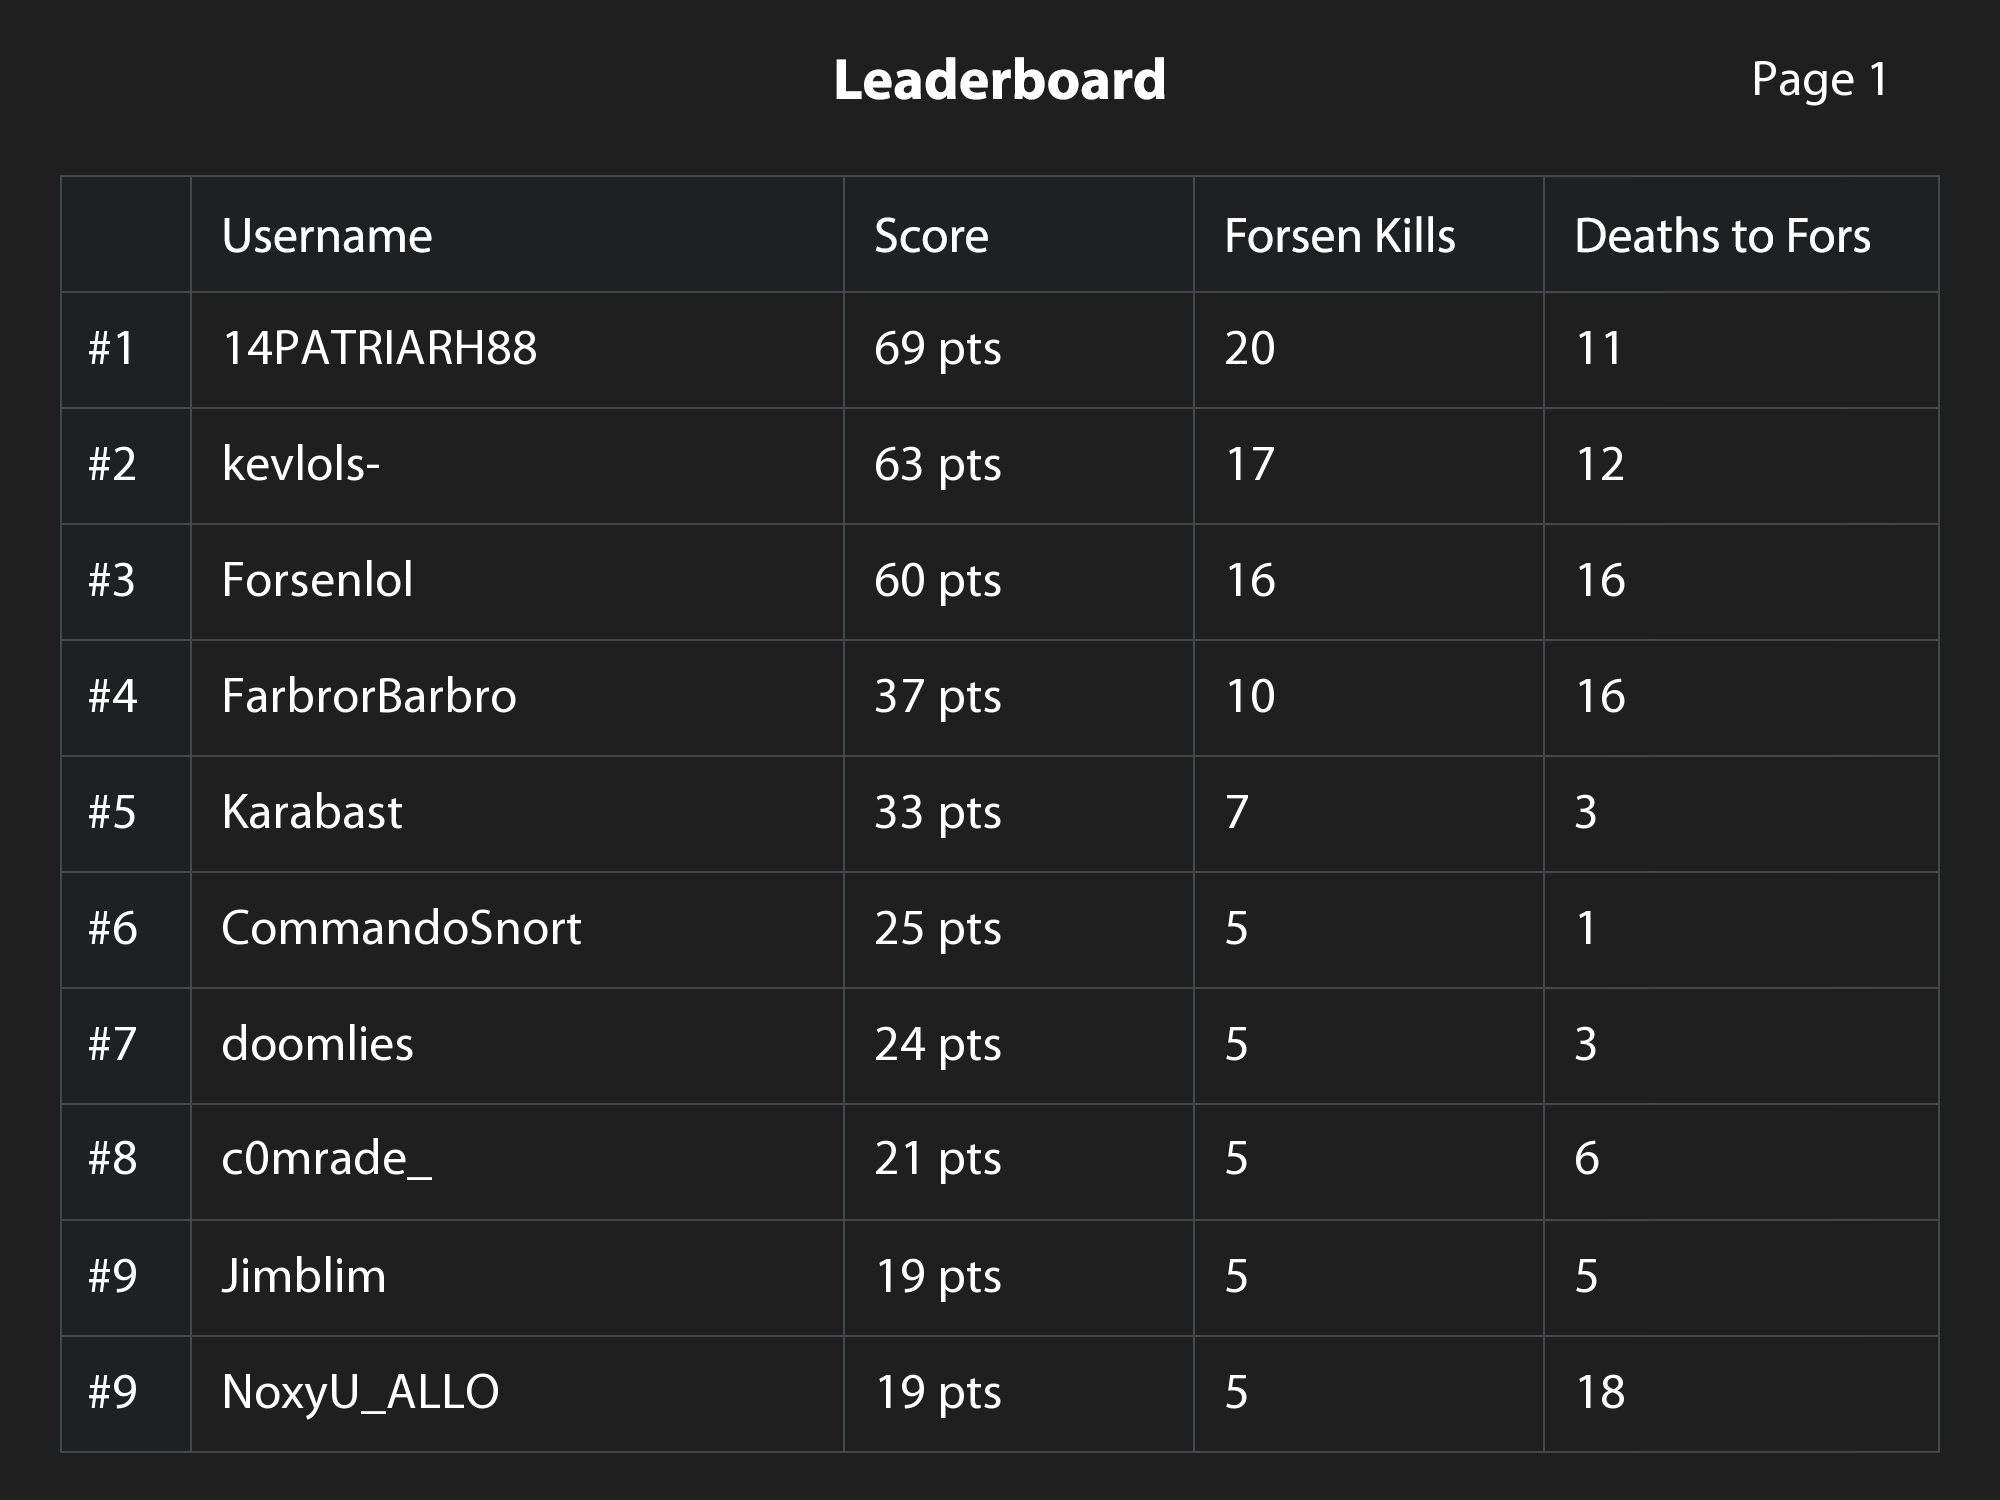 Leaderboard Page 1
Username Score Forsen Kills Deaths to Fors
#1 14PATRIARH88 69 pts 20 11
#2 kevlols- 63 pts 17 12
#3 Forsenlol 60 pts 16 16
#4 FarbrorBarbro 37 pts 10 16
#5 Karabast 33 pts 7 3
#6 CommandoSnort 25 pts 5 1
#7 doomlies 24 pts 5 3
#8 c0mrade_ 21 pts 5 6
#9 Jimblim 19 pts 5 5
#9 NoxyU_ALLO 19 pts 5 18